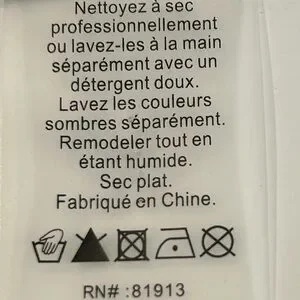 Nettoyez à sec
professionnellement
ou lavez-les à la main
séparément avec un
détergent doux.
Lavez les couleurs
sombres séparément.
Remodeler tout en
étant humide.
Sec plat.
Fabriqué en Chine.
RN# :81913